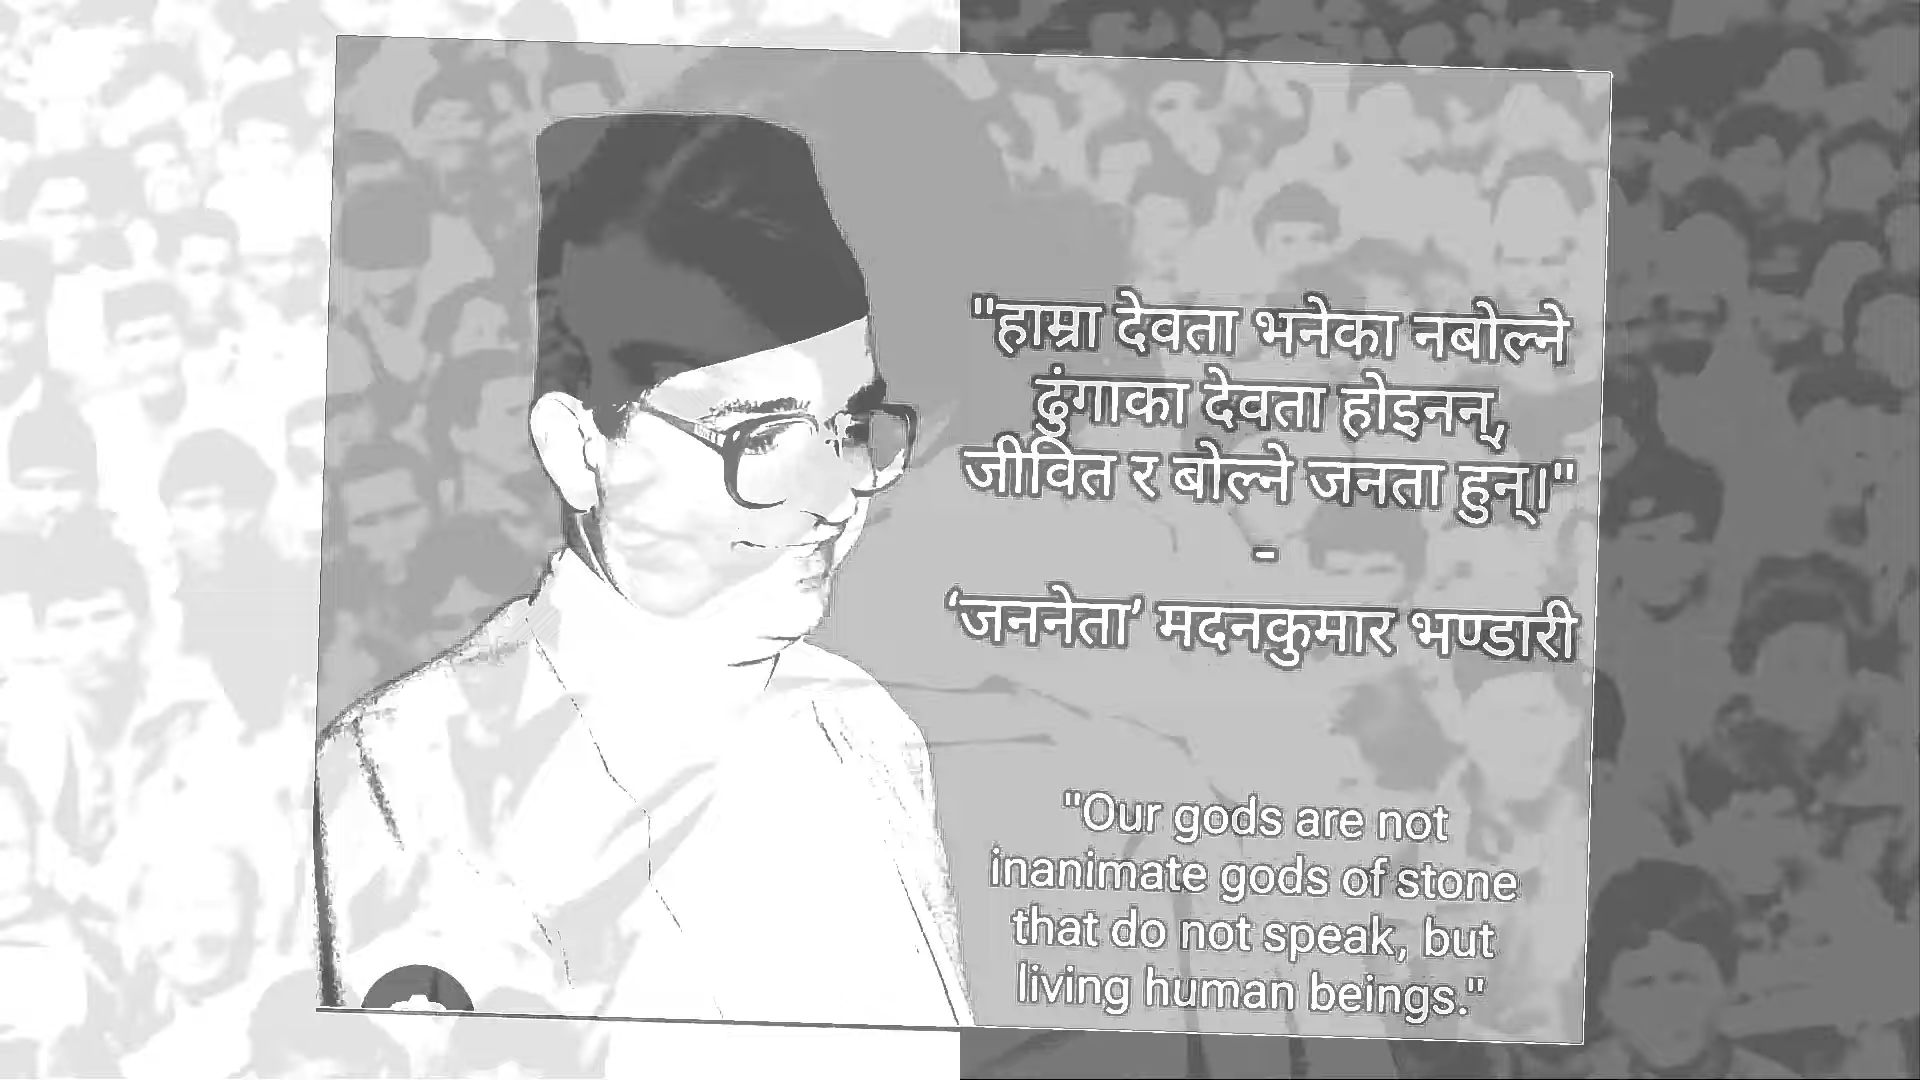 "हाम्रा देवता भनेका नबोल्ने
ढुंगाका देवता होइनन्,
जीवित र बोल्ने जनता हुन्।"
-
‘जननेता’ मदनकुमार भण्डारी
"Our gods are not
inanimate gods of stone
that do not speak, but
living human beings."